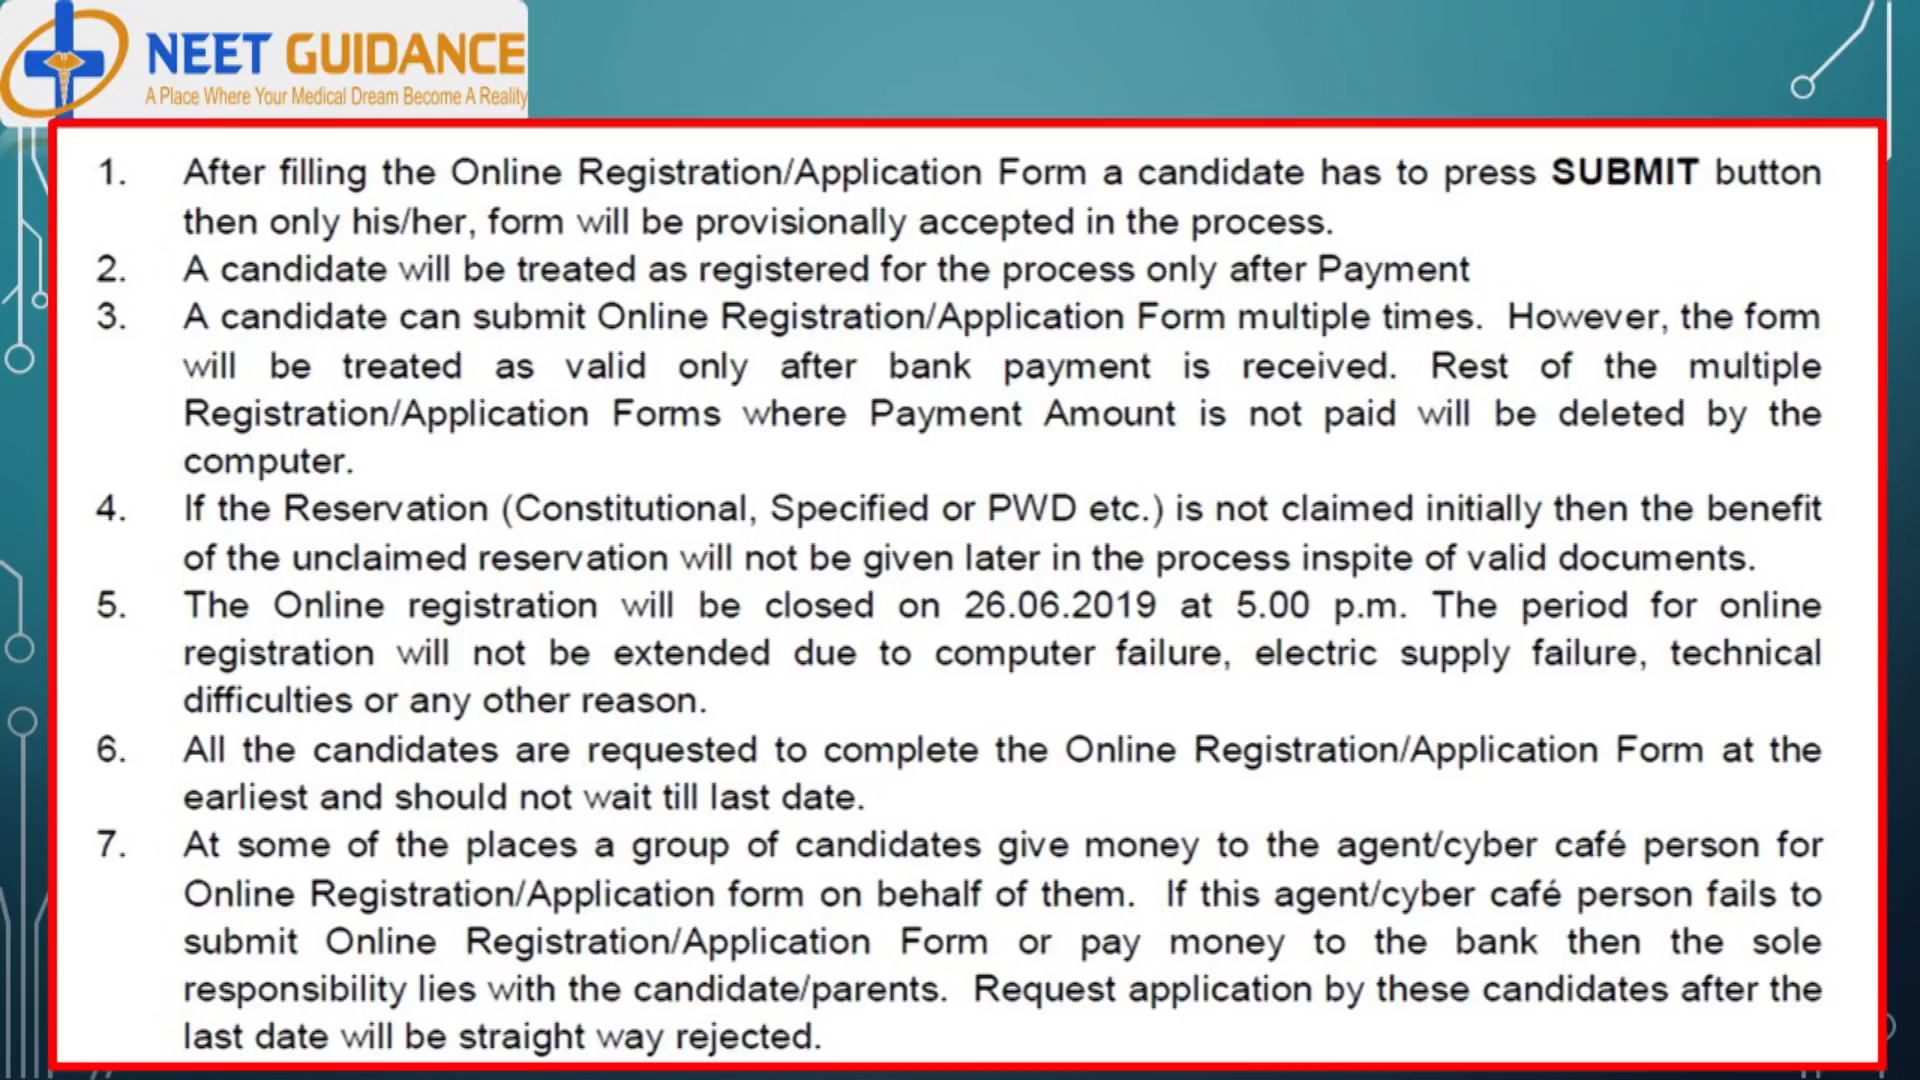 NEET GUIDANCE
A Place Where Your Medical Dream Become A Reality
1. After filling the Online Registration/Application Form a candidate has to press SUBMIT button
then only his/her, form will be provisionally accepted in the process.
2. A candidate will be treated as registered for the process only after Payment
3. A candidate can submit Online Registration/Application Form multiple times. However, the form
will be treated as valid only after bank payment is received. Rest of the multiple
Registration/Application Forms where Payment Amount is not paid will be deleted by the
computer.
4. If the Reservation (Constitutional, Specified or PWD etc.) is not claimed initially then the benefit
of the unclaimed reservation will not be given later in the process inspite of valid documents.
5. The Online registration will be closed on 26.06.2019 at 5.00 p.m. The period for online
registration will not be extended due to computer failure, electric supply failure, technical
difficulties or any other reason.
6. All the candidates are requested to complete the Online Registration/Application Form at the
earliest and should not wait till last date.
7. At some of the places a group of candidates give money to the agent/cyber café person for
Online Registration/Application form on behalf of them. If this agent/cyber café person fails to
submit Online Registration/Application Form or pay money to the bank then the sole
responsibility lies with the candidate/parents. Request application by these candidates after the
last date will be straight way rejected.